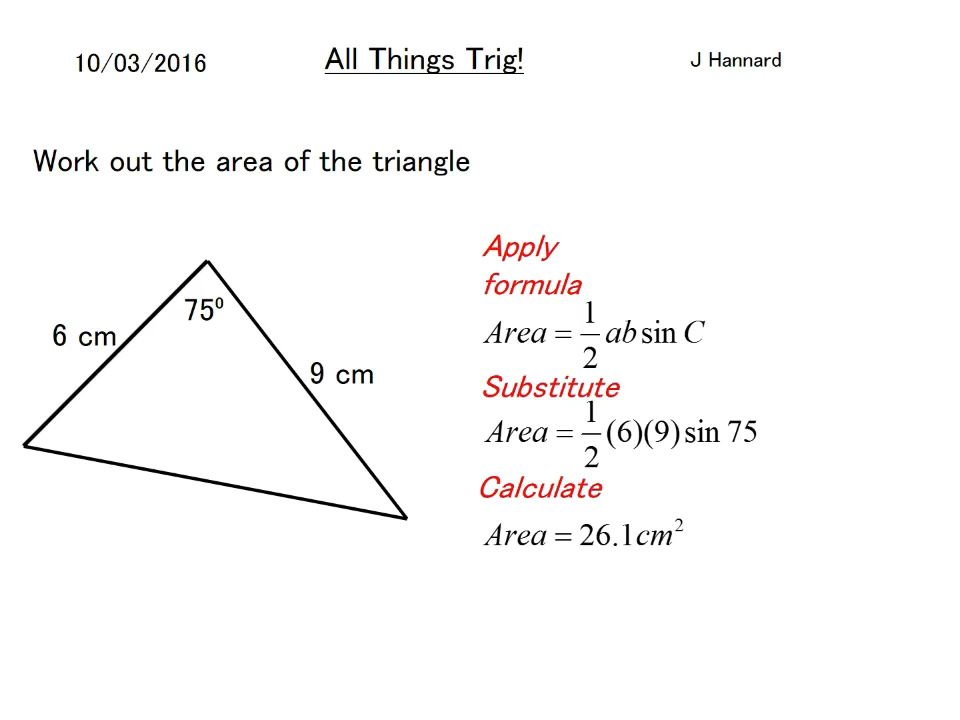 10/03/2016 All Things Trig! J Hannard
Work out the area of the triangle
75⁰
6 cm
9 cm
Apply
formula
Area = 1/2 ab sin C
Substitute
Area = 1/2 (6)(9) sin 75
Calculate
Area = 26.1cm²